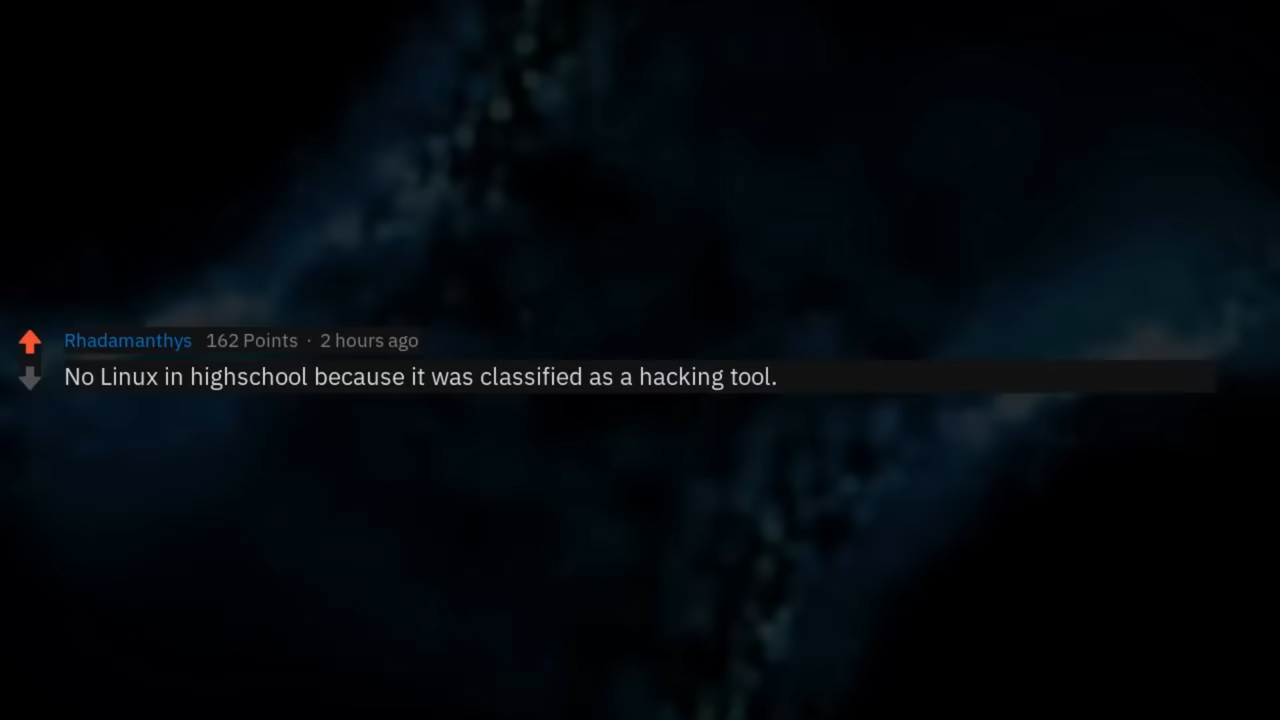 Rhadamanthys 162 Points · 2 hours ago
No Linux in highschool because it was classified as a hacking tool.